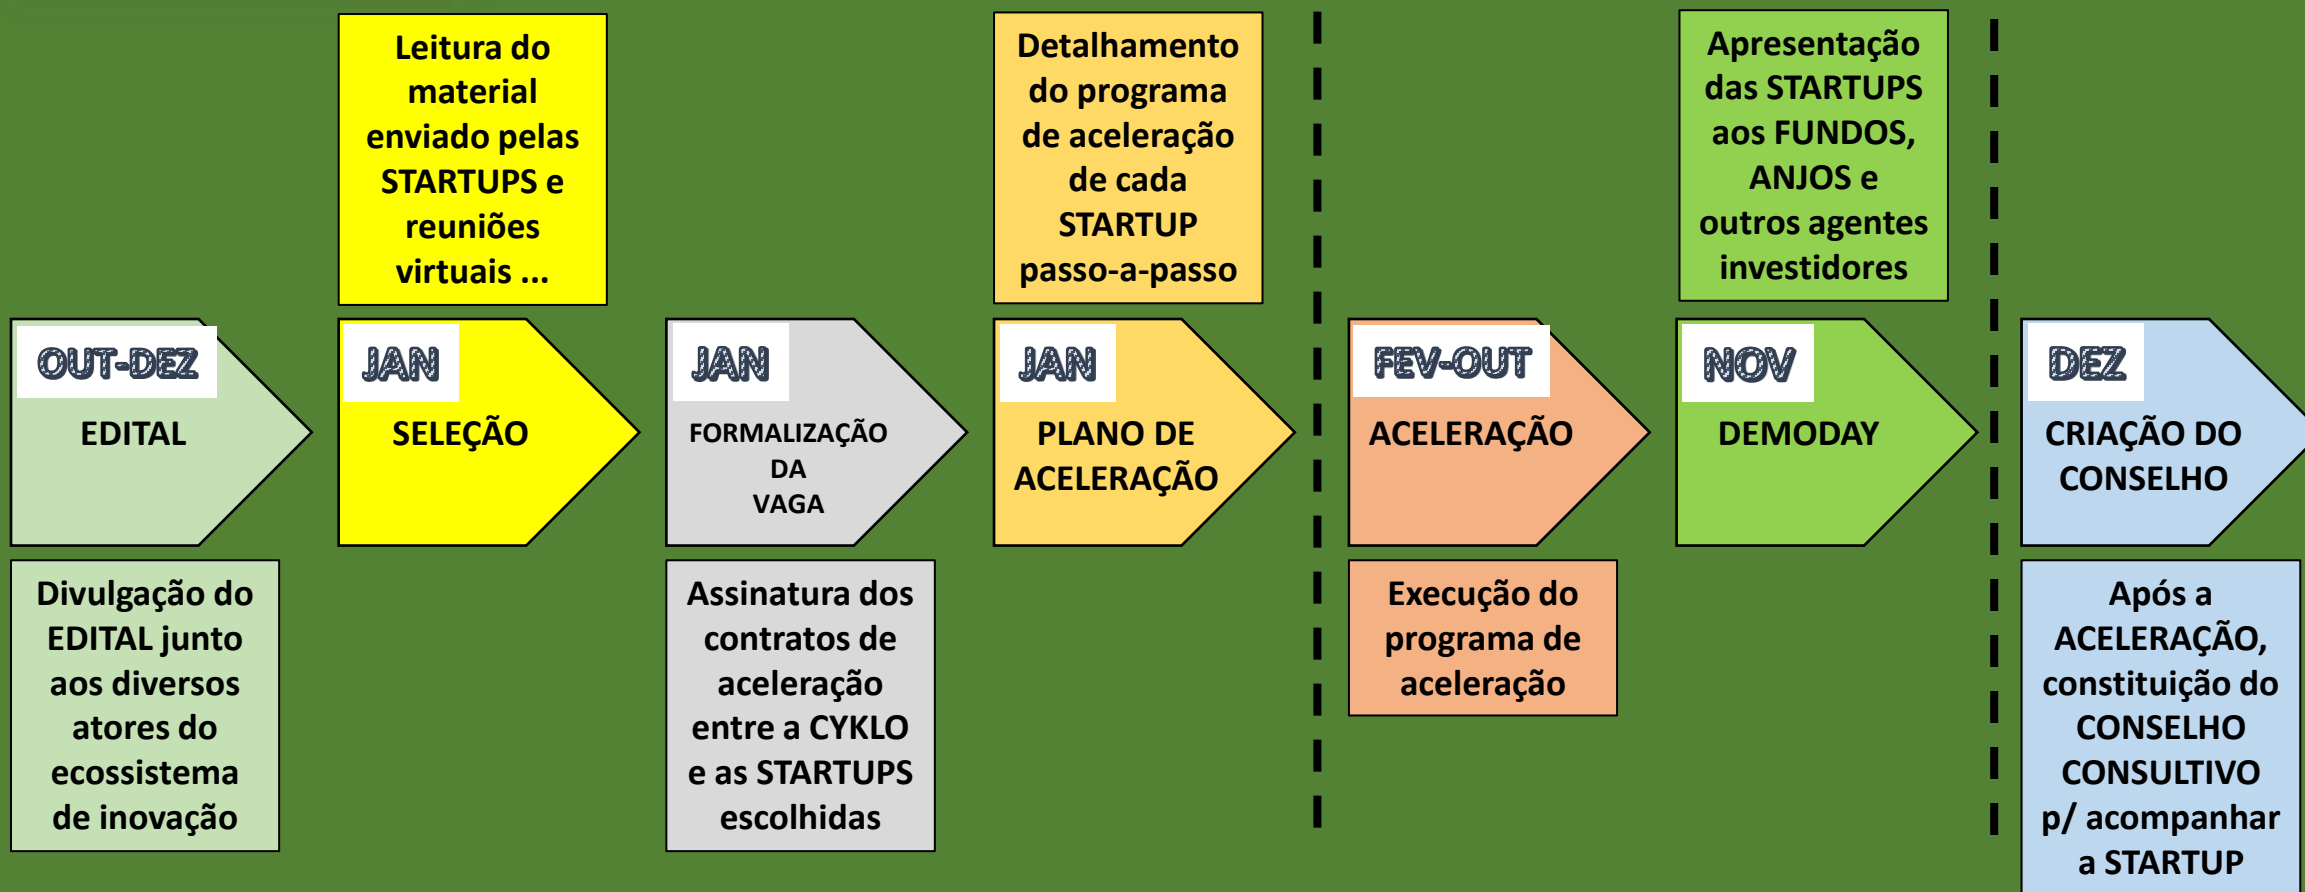 Leitura do
material
enviado pelas
STARTUPS e
reuniões
virtuais ...
Detalhamento
do programa
de aceleração
de cada
STARTUP
passo-a-passo
Apresentação
das STARTUPS
aos FUNDOS,
ANJOS e
outros agentes
investidores
OUT-DEZ
EDITAL
JAN
SELEÇÃO
JAN
FORMALIZAÇÃO
DA
VAGA
JAN
PLANO DE
ACELERAÇÃO
FEV-OUT
ACELERAÇÃO
NOV
DEMODAY
DEZ
CRIAÇÃO DO
CONSELHO
Divulgação do
EDITAL junto
aos diversos
atores do
ecossistema
de inovação
Assinatura dos
contratos de
aceleração
entre a CYKLO
e as STARTUPS
escolhidas
Execução do
programa de
aceleração
Após a
ACELERAÇÃO,
constituição do
CONSELHO
CONSULTIVO
p/ acompanhar
a STARTUP